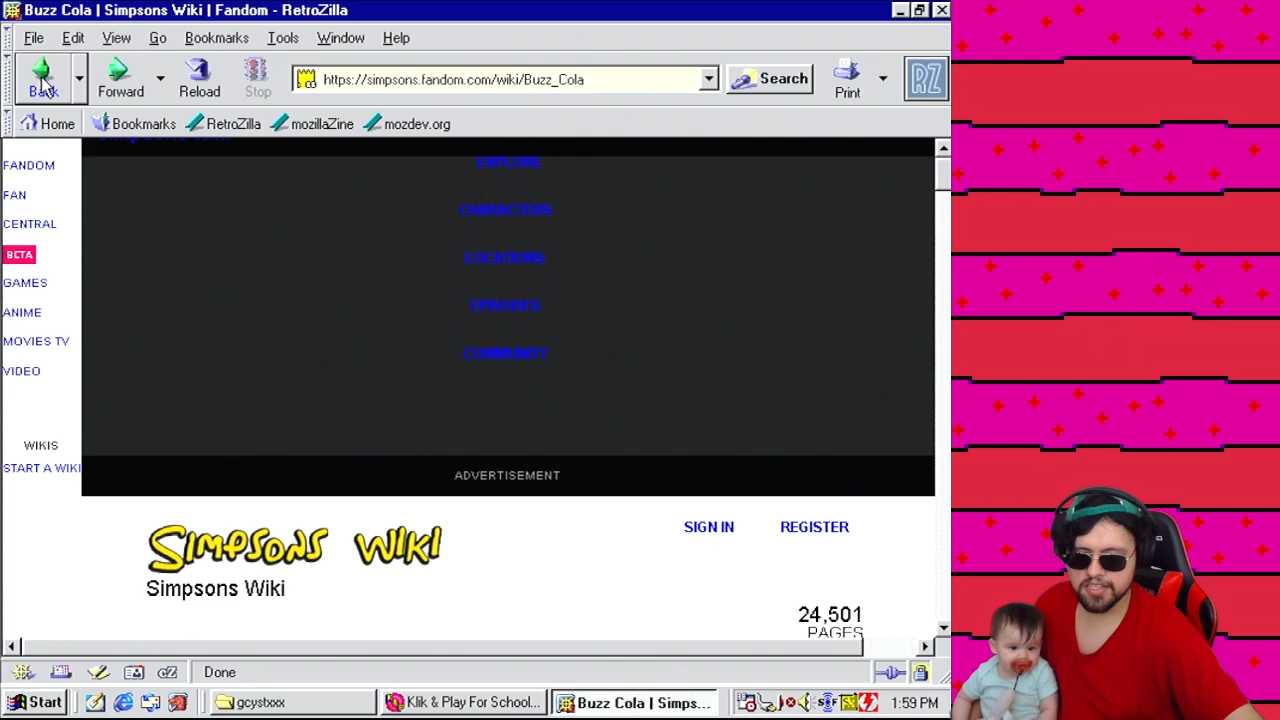 Buzz Cola | Simpsons Wiki | Fandom - RetroZilla
File Edit View Go Bookmarks Tools Window Help
Back Forward Reload Stop https://simpsons.fandom.com/wiki/Buzz_Cola Search Print RZ
Home Bookmarks RetroZilla mozillaZine mozdev.org
FANDOM
FAN
CENTRAL
BETA
GAMES
ANIME
MOVIES TV
VIDEO
WIKIS
START A WIKI
EXPLORE
CHARACTERS
LOCATIONS
EPISODES
COMMUNITY
ADVERTISEMENT
SIMPSONS WIKI
SIGN IN REGISTER
Simpsons Wiki
24,501
PAGES
Done
Start gcystxxx Klik & Play For School... Buzz Cola | Simps... 1:59 PM